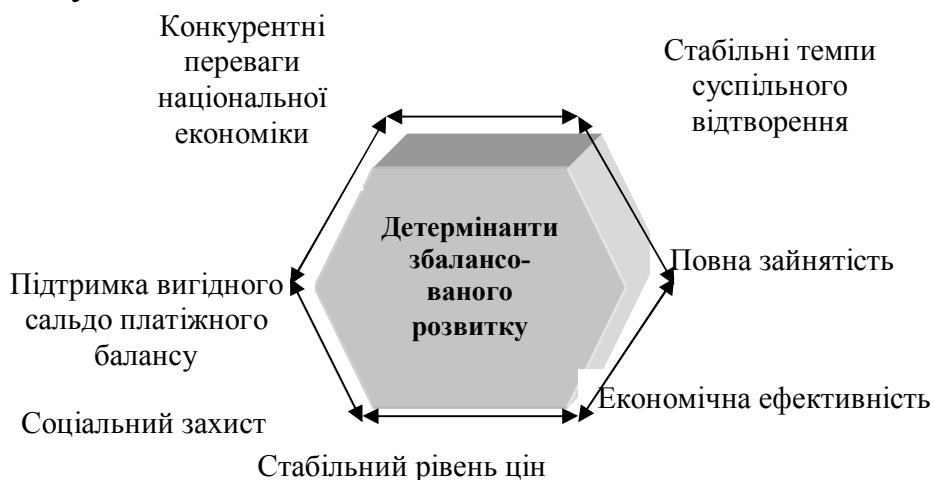 Конкурентні
переваги
національної
економіки
Стабільні темпи
суспільного
відтворення
Детермінанти
збалансо-
ваного
розвитку
Повна зайнятість
Підтримка вигідного
сальдо платіжного
балансу
Економічна ефективність
Соціальний захист
Стабільний рівень цін